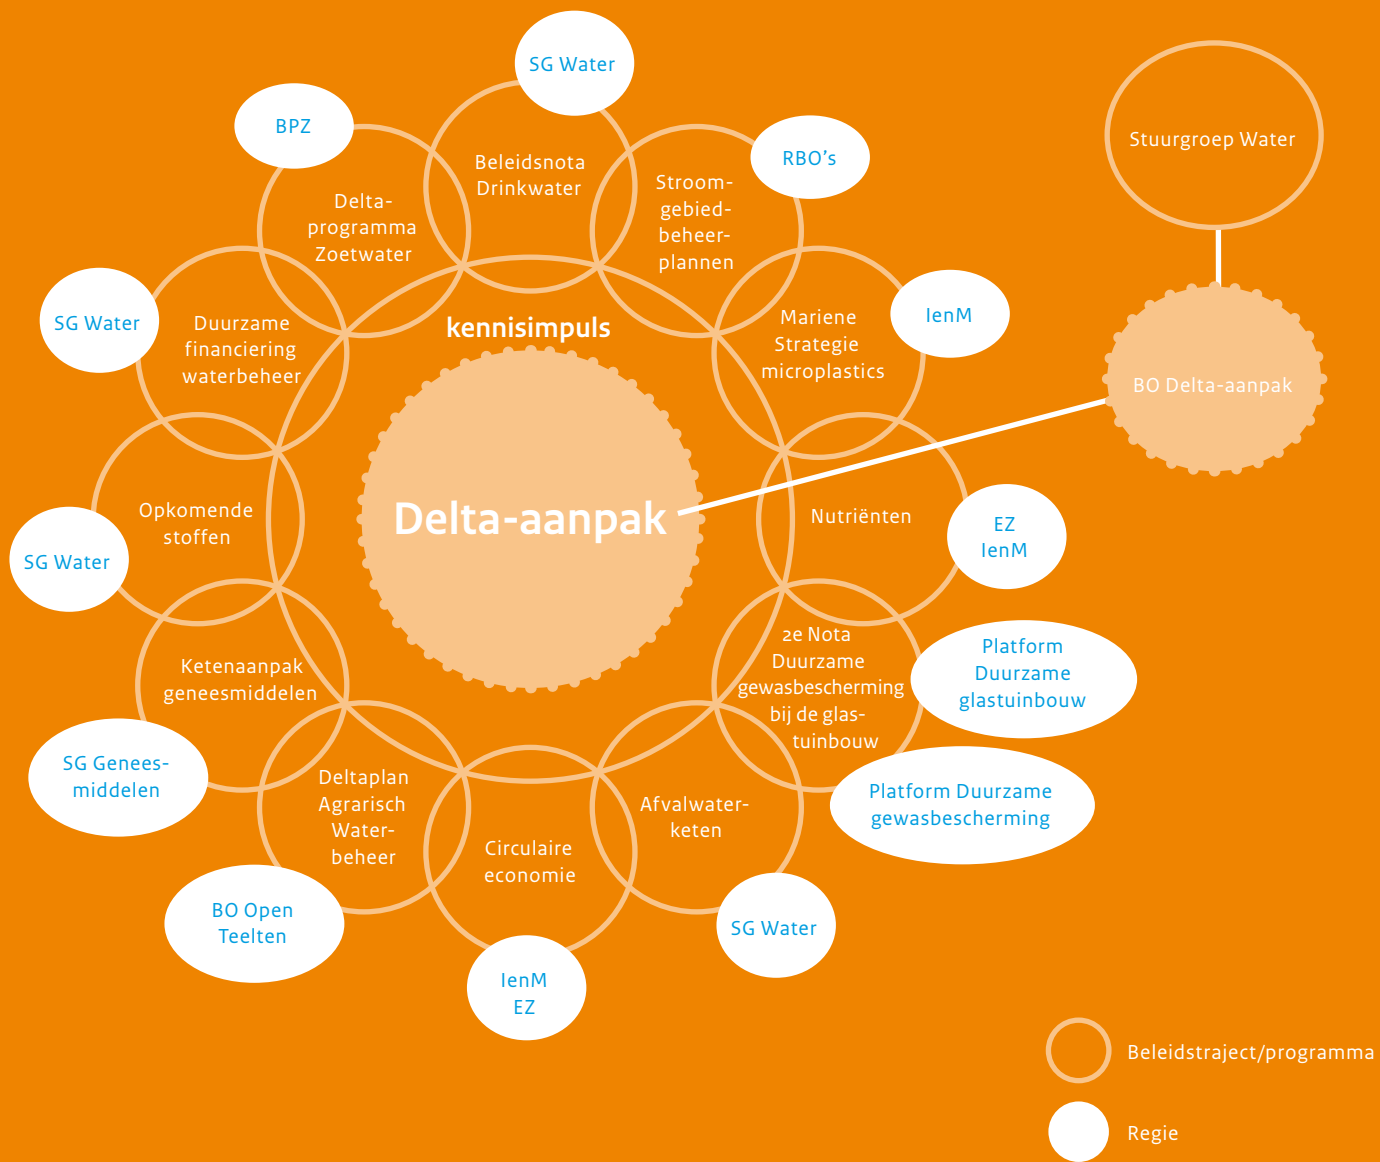 SG Water
BPZ
Beleidsnota
Drinkwater
RBO's
Stuurgroep Water
Delta-
programma
Zoetwater
Stroom-
gebied-
beheer-
plannen
SG Water
Duurzame
financiering
waterbeheer
kennisimpuls
Mariene
Strategie
microplastics
IenM
BO Delta-aanpak
Opkomende
stoffen
SG Water
Delta-aanpak
Nutriënten
EZ
IenM
Ketenaanpak
geneesmiddelen
SG Genees-
middelen
2e Nota
Duurzame
gewasbescherming
bij de glas-
tuinbouw
Platform
Duurzame
glastuinbouw
Platform Duurzame
gewasbescherming
Deltaplan
Agrarisch
Water-
beheer
BO Open
Teelten
Circulaire
economie
IenM
EZ
Afvalwater-
keten
SG Water
Beleidstraject/programma
Regie